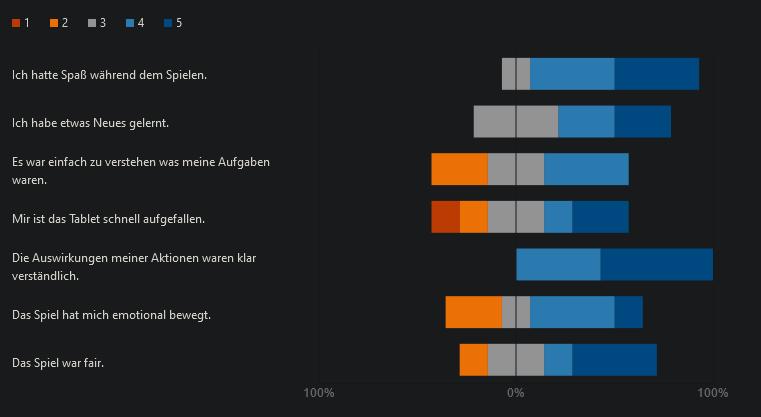 1 2 3 4 5
Ich hatte Spaß während dem Spielen.
Ich habe etwas Neues gelernt.
Es war einfach zu verstehen was meine Aufgaben
waren.
Mir ist das Tablet schnell aufgefallen.
Die Auswirkungen meiner Aktionen waren klar
verständlich.
Das Spiel hat mich emotional bewegt.
Das Spiel war fair.
100% 0% 100%